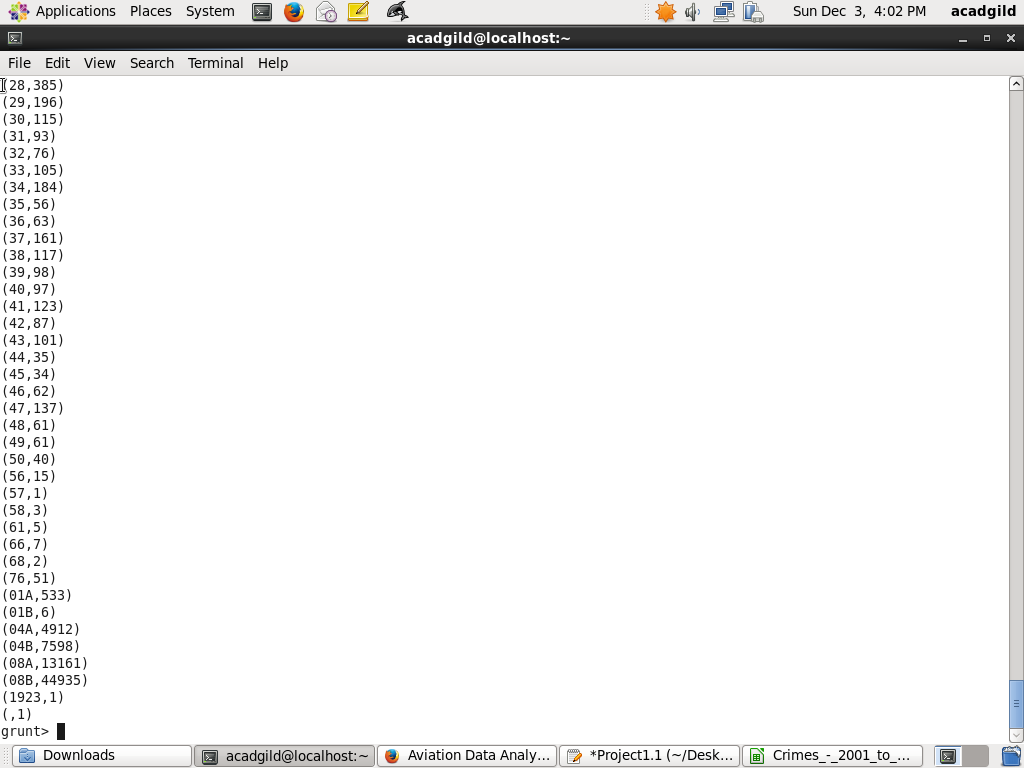 Applications Places System Sun Dec 3, 4:02 PM acadgild
acadgild@localhost:~
File Edit View Search Terminal Help
(28,385)
(29,196)
(30,115)
(31,93)
(32,76)
(33,105)
(34,184)
(35,56)
(36,63)
(37,161)
(38,117)
(39,98)
(40,97)
(41,123)
(42,87)
(43,101)
(44,35)
(45,34)
(46,62)
(47,137)
(48,61)
(49,61)
(50,40)
(56,15)
(57,1)
(58,3)
(61,5)
(66,7)
(68,2)
(76,51)
(01A,533)
(01B,6)
(04A,4912)
(04B,7598)
(08A,13161)
(08B,44935)
(1923,1)
(,1)
grunt>
Downloads acadgild@localhost:~ Aviation Data Analy... *Project1.1 (~/Desk... Crimes_-_2001_to_...